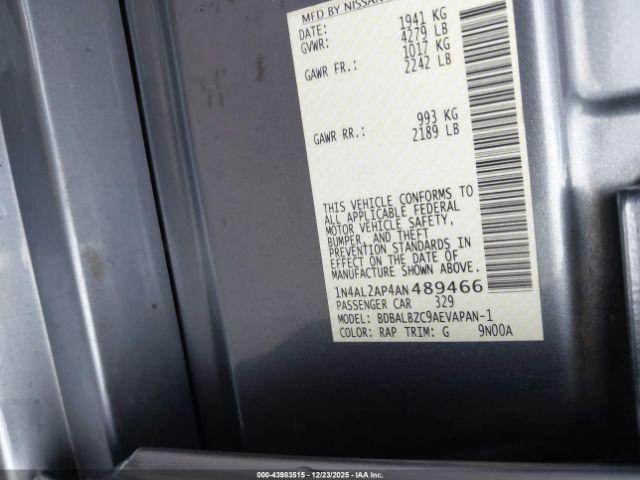 MFD BY NISSAN
DATE: 1941 KG
GVWR: 4279 LB
1017 KG
GAWR FR.: 2242 LB
993 KG
GAWR RR.: 2189 LB
THIS VEHICLE CONFORMS TO
ALL APPLICABLE FEDERAL
MOTOR VEHICLE SAFETY,
BUMPER, AND THEFT
PREVENTION STANDARDS IN
EFFECT ON THE DATE OF
MANUFACTURE SHOWN ABOVE.
1N4AL2AP4AN489466
PASSENGER CAR 329
MODEL: BDBALBZC9AEVAPAN-1
COLOR: RAP TRIM: G 9N00A
000-43983515 - 12/23/2025 - IAAI.COM